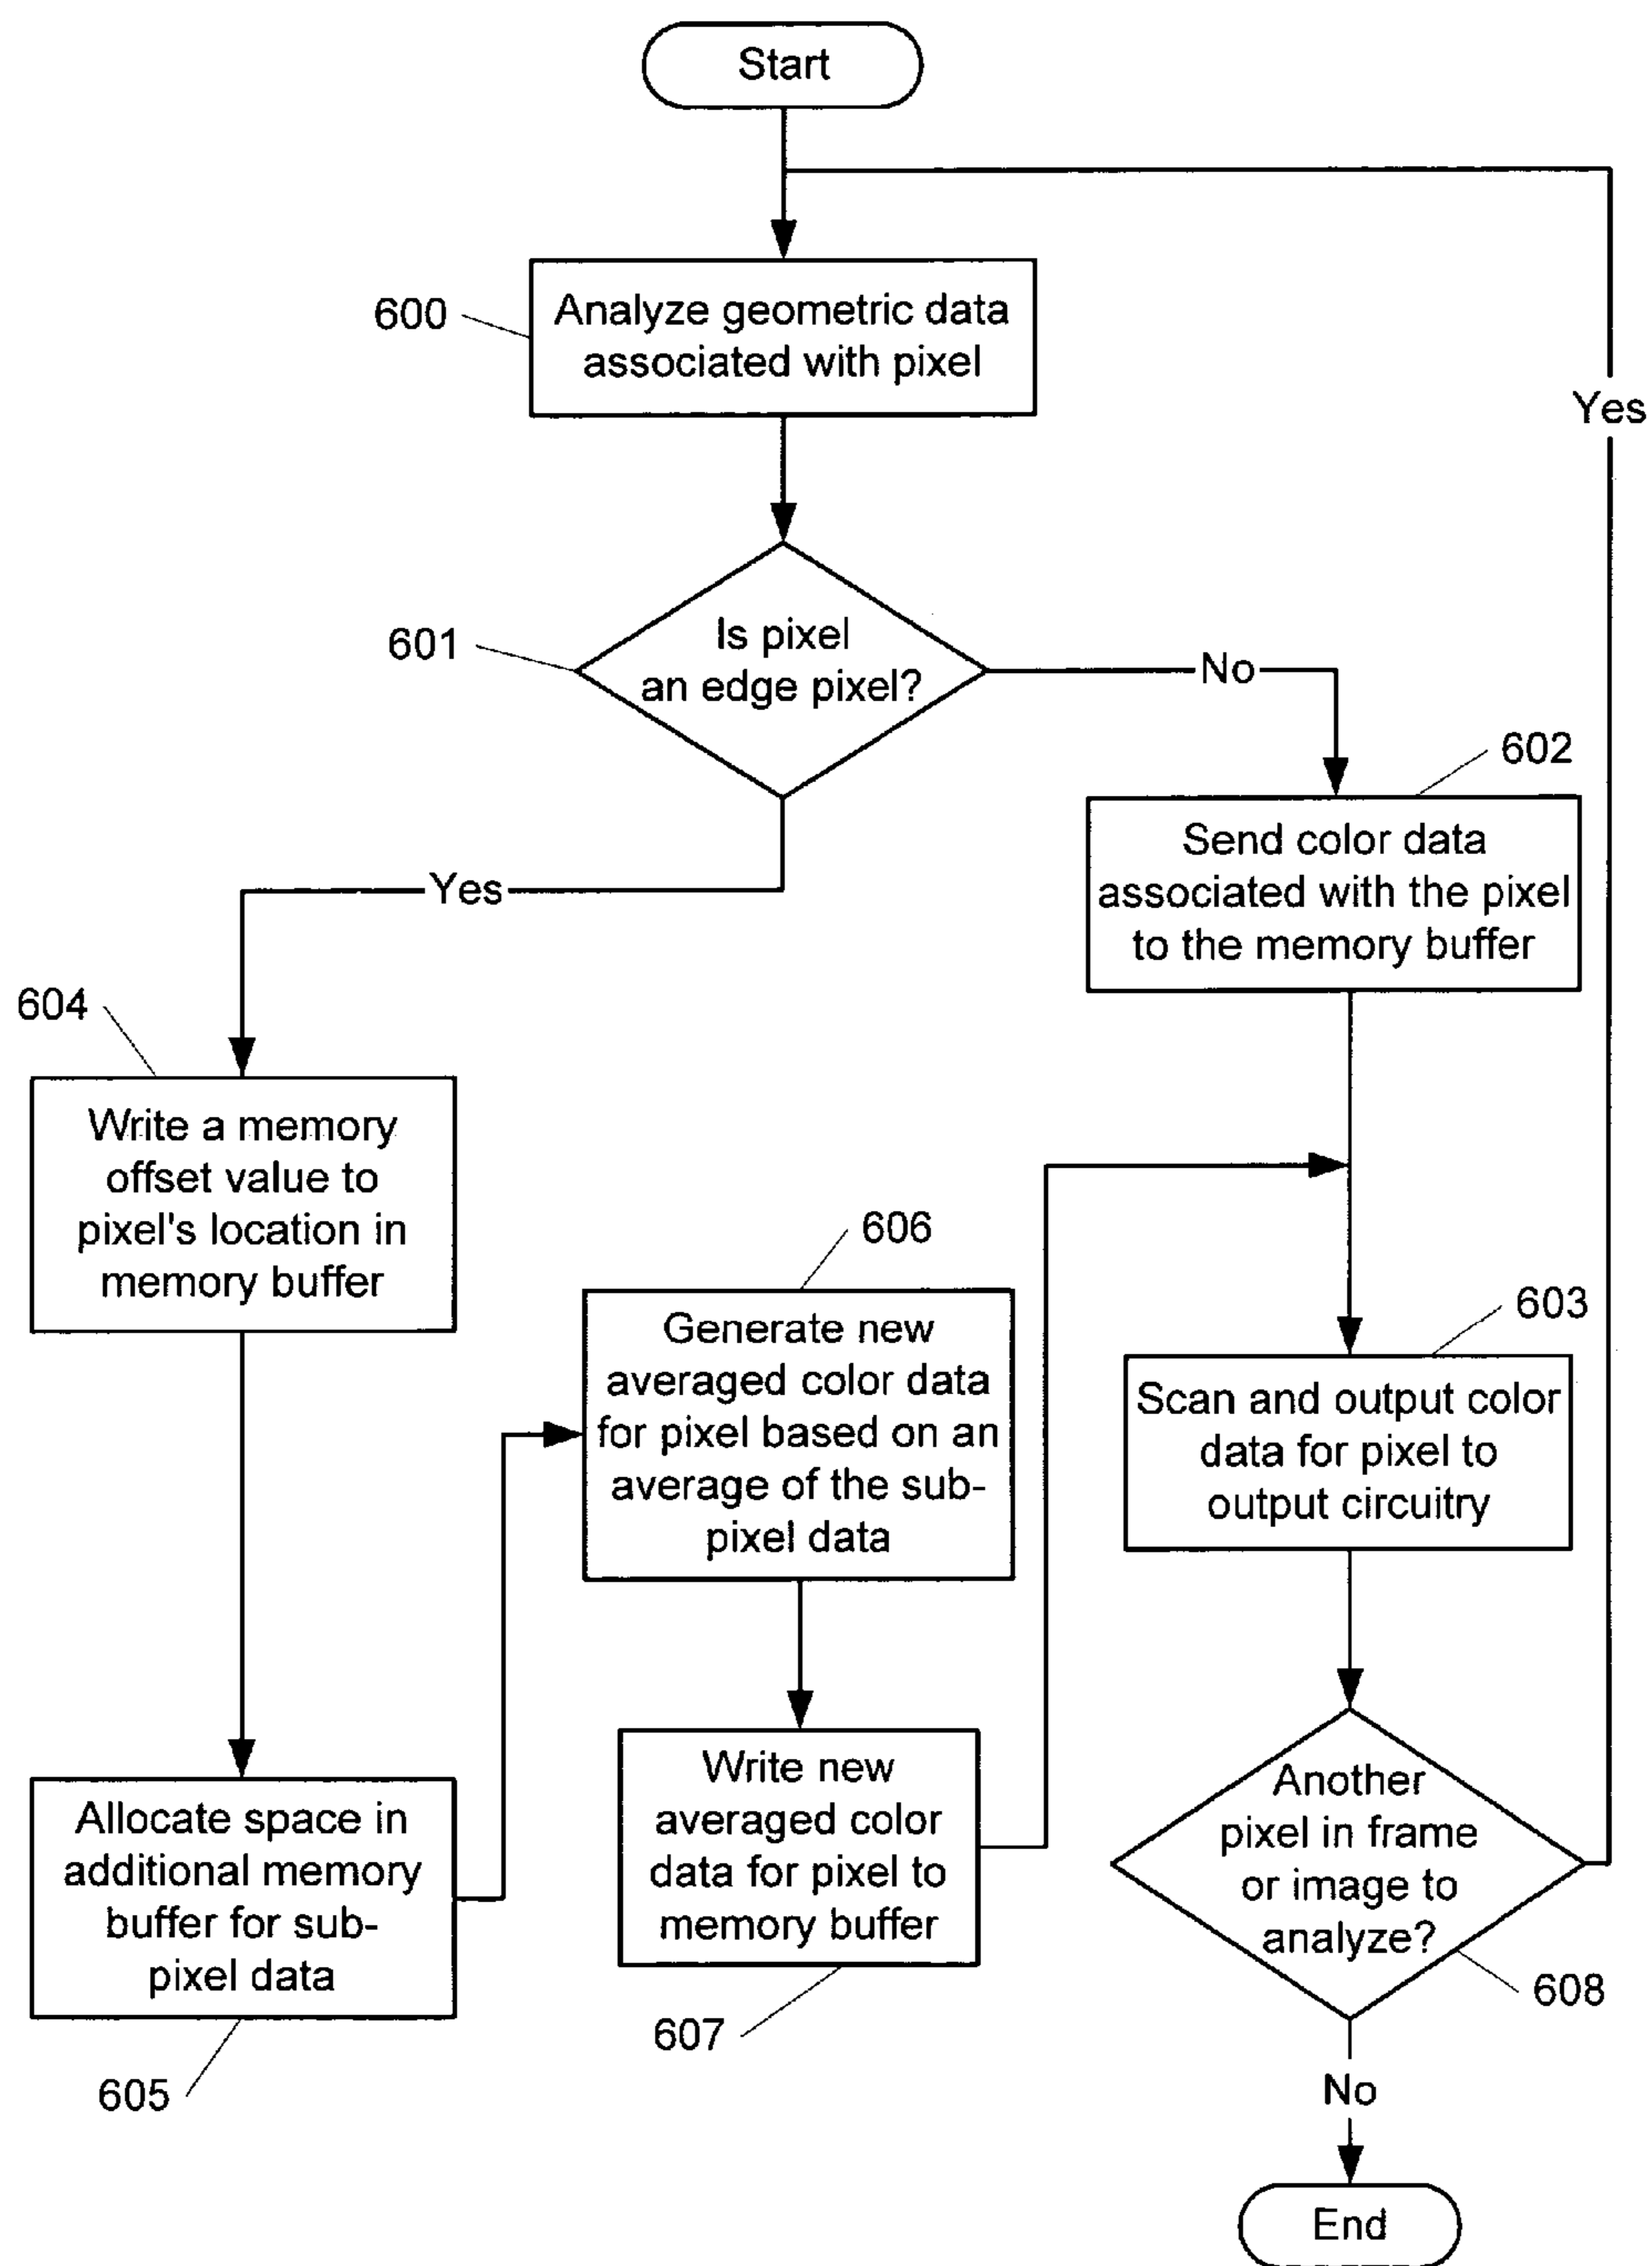 Start
600
Analyze geometric data
associated with pixel
Yes
601
Is pixel
an edge pixel?
No
602
Send color data
associated with the pixel
to the memory buffer
Yes
604
Write a memory
offset value to
pixel's location in
memory buffer
606
Generate new
averaged color data
for pixel based on an
average of the sub-
pixel data
603
Scan and output color
data for pixel to
output circuitry
Allocate space in
additional memory
buffer for sub-
pixel data
605
Write new
averaged color
data for pixel to
memory buffer
607
Another
pixel in frame
or image to
analyze?
608
No
End